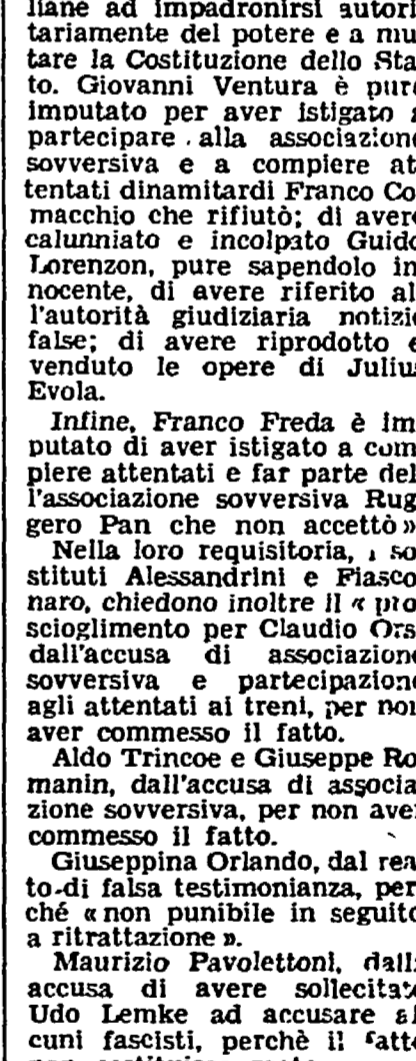 liane ad impadronirsi autori
tariamente del potere e a mu
tare la Costituzione dello Sta
to. Giovanni Ventura è pure
imputato per aver istigato a
partecipare alla associazione
sovversiva e a compiere at
tentati dinamitardi Franco Co
macchio che rifiutò; di avere
calunniato e incolpato Guido
Lorenzon, pure sapendolo in
nocente, di avere riferito al
l'autorità giudiziaria notizie
false; di avere riprodotto e
venduto le opere di Julius
Evola.
Infine, Franco Freda è im
putato di aver istigato a com
piere attentati e far parte del
l'associazione sovversiva Rug
gero Pan che non accettò»
Nella loro requisitoria, i so
stituti Alessandrini e Fiasco
naro, chiedono inoltre il « pro
scioglimento per Claudio Orsi
dall'accusa di associazione
sovversiva e partecipazione
agli attentati ai treni, per non
aver commesso il fatto.
Aldo Trincoe e Giuseppe Ro
manin, dall'accusa di associa
zione sovversiva, per non aver
commesso il fatto.
Giuseppina Orlando, dal rea
to di falsa testimonianza, per
ché « non punibile in seguito
a ritrattazione ».
Maurizio Pavolettoni, dall'
accusa di avere sollecitato
Udo Lemke ad accusare al
cuni fascisti, perchè il fatto